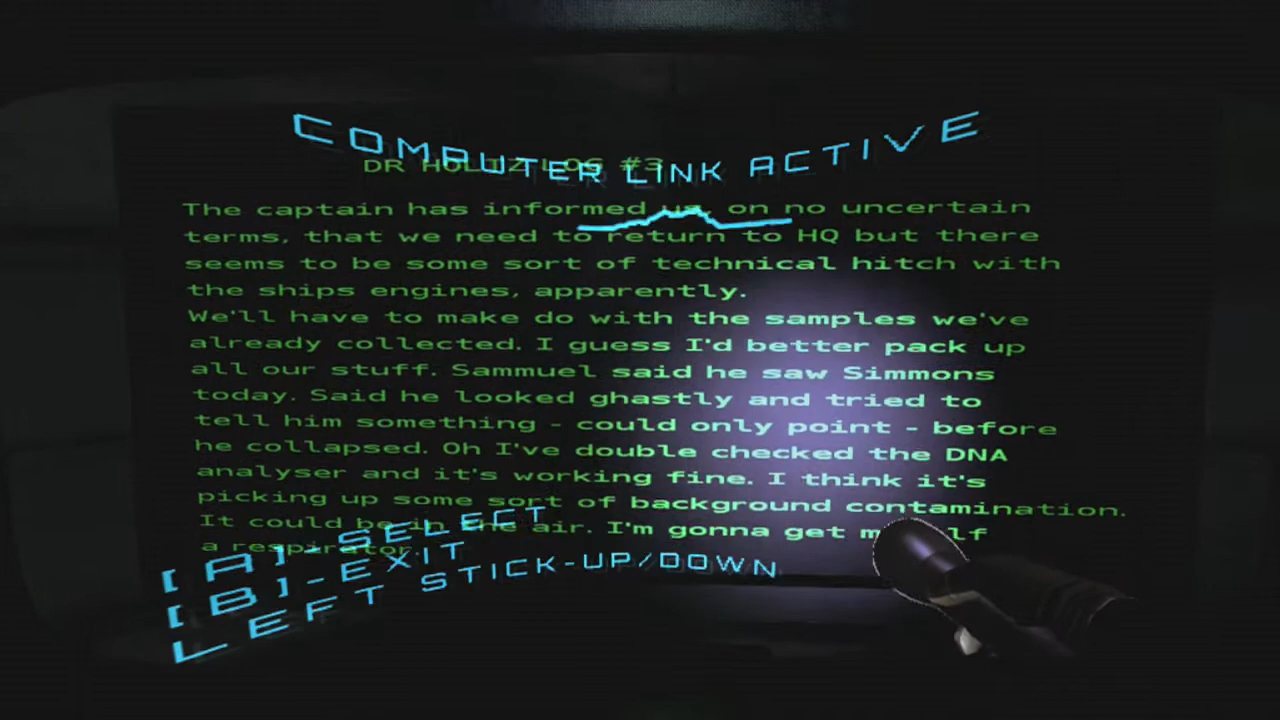 COMPUTER LINK ACTIVE
DR HOLTZ LOG #3
The captain has informed us, on no uncertain
terms, that we need to return to HQ but there
seems to be some sort of technical hitch with
the ships engines, apparently.
We'll have to make do with the samples we've
already collected. I guess I'd better pack up
all our stuff. Sammuel said he saw Simmons
today. Said he looked ghastly and tried to
tell him something - could only point - before
he collapsed. Oh I've double checked the DNA
analyser and it's working fine. I think it's
picking up some sort of background contamination.
It could be in the air. I'm gonna get myself
a respirator.
[A]-SELECT
[B]-EXIT
LEFT STICK-UP/DOWN